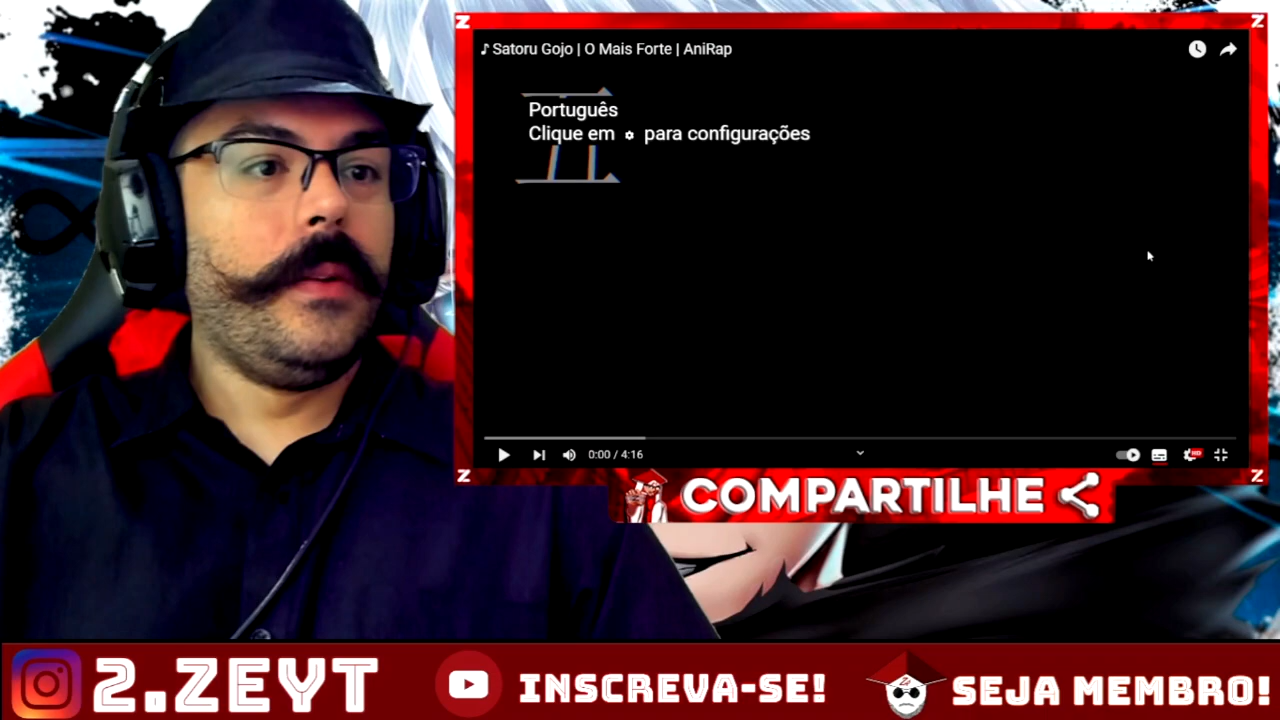 ♪ Satoru Gojo | O Mais Forte | AniRap
Português
Clique em ⚙ para configurações
0:00 / 4:16
HD
COMPARTILHE
2.ZEYT
INSCREVA-SE!
SEJA MEMBRO!
Z
Z
Z
Z